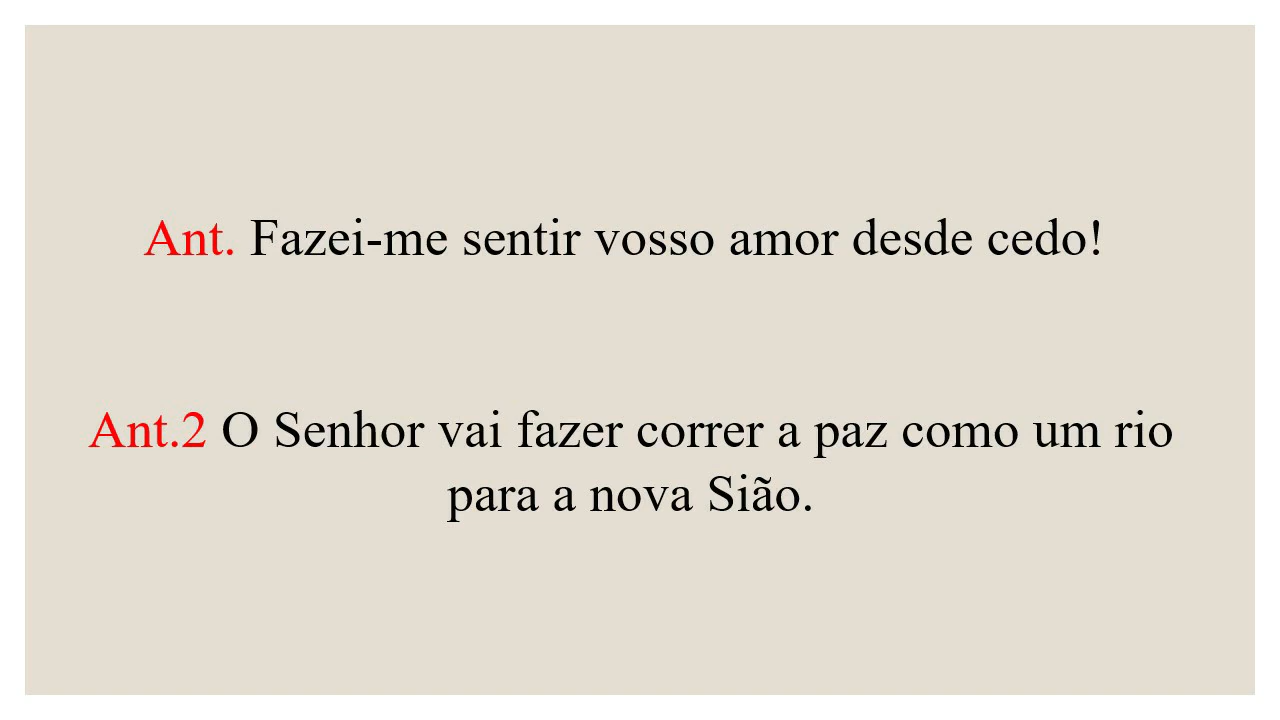 Ant. Fazei-me sentir vosso amor desde cedo!
Ant.2 O Senhor vai fazer correr a paz como um rio
para a nova Sião.